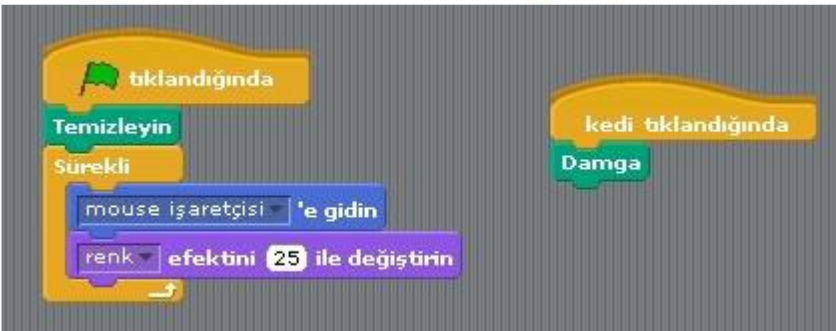 tıklandığında
Temizleyin
Sürekli
mouse işaretçisi 'e gidin
renk efektini 25 ile değiştirin
kedi tıklandığında
Damga